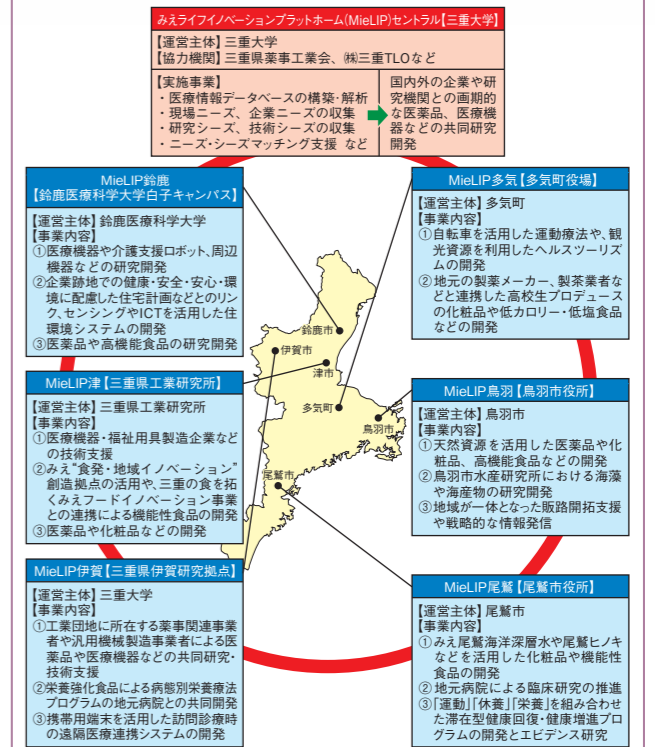 みえライフイノベーションプラットホーム(MieLIP)セントラル【三重大学】
【運営主体】三重大学
【協力機関】三重県薬事工業会、㈱三重TLOなど
【実施事業】
・医療情報データベースの構築・解析
・現場ニーズ、企業ニーズの収集
・研究シーズ、技術シーズの収集
・ニーズ・シーズマッチング支援 など
国内外の企業や研
究機関との画期的
な医薬品、医療機
器などの共同研究
開発
MieLIP鈴鹿
【鈴鹿医療科学大学白子キャンパス】
【運営主体】鈴鹿医療科学大学
【事業内容】
①医療機器や介護支援ロボット、周辺
機器などの研究開発
②企業跡地での健康・安全・安心・環
境に配慮した住宅計画などとのリン
ク、センシングやICTを活用した住
環境システムの開発
③医薬品や高機能食品の研究開発
MieLIP津【三重県工業研究所】
【運営主体】三重県工業研究所
【事業内容】
①医療機器・福祉用具製造企業など
の技術支援
②みえ“食発・地域イノベーション”
創造拠点の活用や、三重の食を拓
くみえフードイノベーション事業
との連携による機能性食品の開発
③医薬品や化粧品などの開発
MieLIP伊賀【三重県伊賀研究拠点】
【運営主体】三重大学
【事業内容】
①工業団地に所在する薬事関連事業
者や汎用機械製造事業者による医
薬品や医療機器などの共同研究・
技術支援
②栄養強化食品による病態別栄養療法
プログラムの地元病院との共同開発
③携帯用端末を活用した訪問診療時
の遠隔医療連携システムの開発
鈴鹿市
伊賀市
津市
多気町
鳥羽市
尾鷲市
MieLIP多気【多気町役場】
【運営主体】多気町
【事業内容】
①自転車を活用した運動療法や、観
光資源を利用したヘルスツーリズ
ムの開発
②地元の製薬メーカー、製茶業者な
どと連携した高校生プロデュース
の化粧品や低カロリー・低塩食品
などの開発
MieLIP鳥羽【鳥羽市役所】
【運営主体】鳥羽市
【事業内容】
①天然資源を活用した医薬品や化
粧品、高機能食品などの開発
②鳥羽市水産研究所における海藻
や海産物の研究開発
③地域が一体となった販路開拓支援
や戦略的な情報発信
MieLIP尾鷲【尾鷲市役所】
【運営主体】尾鷲市
【事業内容】
①みえ尾鷲海洋深層水や尾鷲ヒノキ
などを活用した化粧品や機能性
食品の開発
②地元病院による臨床研究の推進
③「運動」「休養」「栄養」を組み合わせ
た滞在型健康回復・健康増進プ
ログラムの開発とエビデンス研究